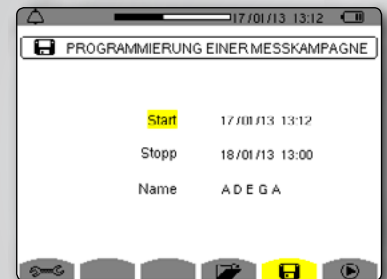 17/01/13 13:12
PROGRAMMIERUNG EINER MESSKAMPAGNE
Start 17/01/13 13:12
Stopp 18/01/13 13:00
Name ADEGA